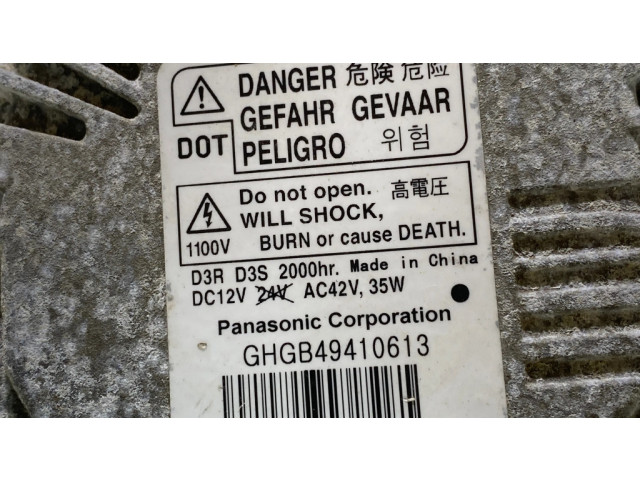 DANGER 危険 危险
GEFAHR GEVAAR
DOT PELIGRO 위험
Do not open. 高電圧
WILL SHOCK,
1100V BURN or cause DEATH.
D3R D3S 2000hr. Made in China
DC12V 24V AC42V, 35W
Panasonic Corporation
GHGB49410613